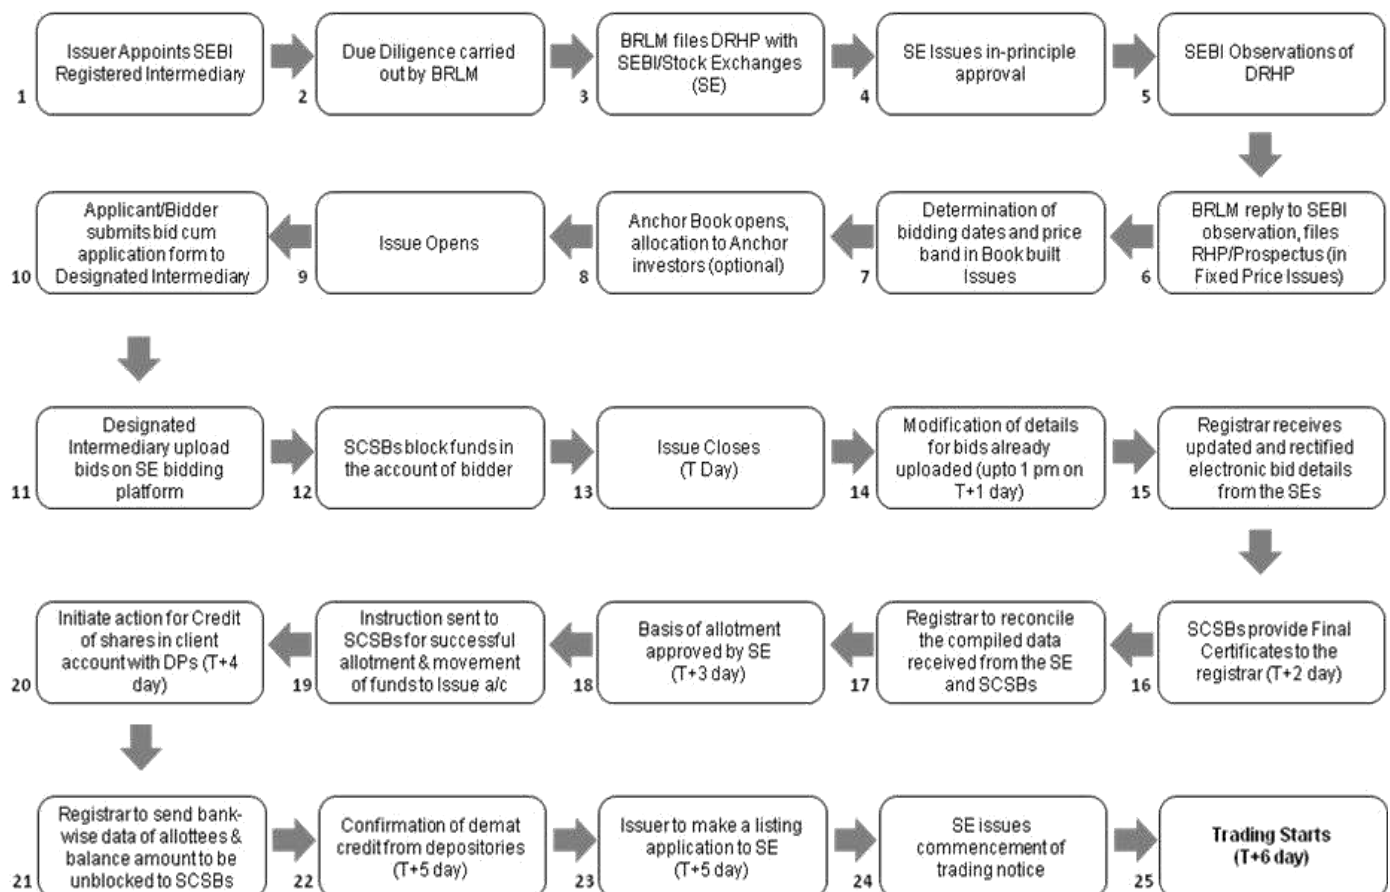 Issuer Appoints SEBI
Registered Intermediary
1
Due Diligence carried
out by BRLM
2
BRLM files DRHP with
SEBI/Stock Exchanges
(SE)
3
SE Issues in-principle
approval
4
SEBI Observations of
DRHP
5
BRLM reply to SEBI
observation, files
RHP/Prospectus (in
Fixed Price Issues)
6
Determination of
bidding dates and price
band in Book built
Issues
7
Anchor Book opens,
allocation to Anchor
investors (optional)
8
Issue Opens
9
Applicant/Bidder
submits bid cum
application form to
Designated Intermediary
10
Designated
Intermediary upload
bids on SE bidding
platform
11
SCSBs block funds in
the account of bidder
12
Issue Closes
(T Day)
13
Modification of details
for bids already
uploaded (upto 1 pm on
T+1 day)
14
Registrar receives
updated and rectified
electronic bid details
from the SEs
15
SCSBs provide Final
Certificates to the
registrar (T+2 day)
16
Registrar to reconcile
the compiled data
received from the SE
and SCSBs
17
Basis of allotment
approved by SE
(T+3 day)
18
Instruction sent to
SCSBs for successful
allotment & movement
of funds to Issue a/c
19
Initiate action for Credit
of shares in client
account with DPs (T+4
day)
20
Registrar to send bank-
wise data of allottees &
balance amount to be
unblocked to SCSBs
21
Confirmation of demat
credit from depositories
(T+5 day)
22
Issuer to make a listing
application to SE
(T+5 day)
23
SE issues
commencement of
trading notice
24
Trading Starts
(T+6 day)
25